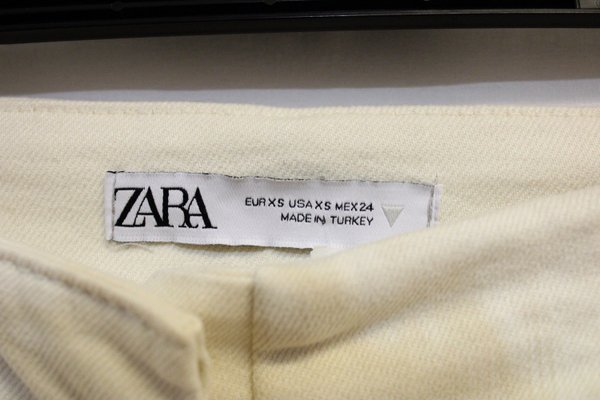 ZARA
EUR XS USA XS MEX 24
MADE IN TURKEY